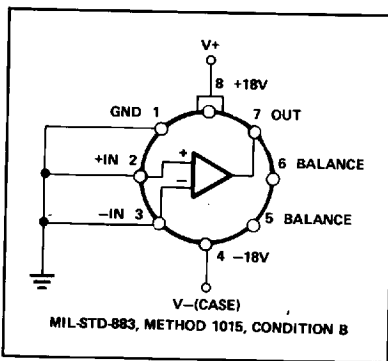 V+
8 +18V
GND 1
7 OUT
+IN 2
+
−
6 BALANCE
−IN 3
5 BALANCE
4 −18V
V−(CASE)
MIL-STD-883, METHOD 1015, CONDITION B